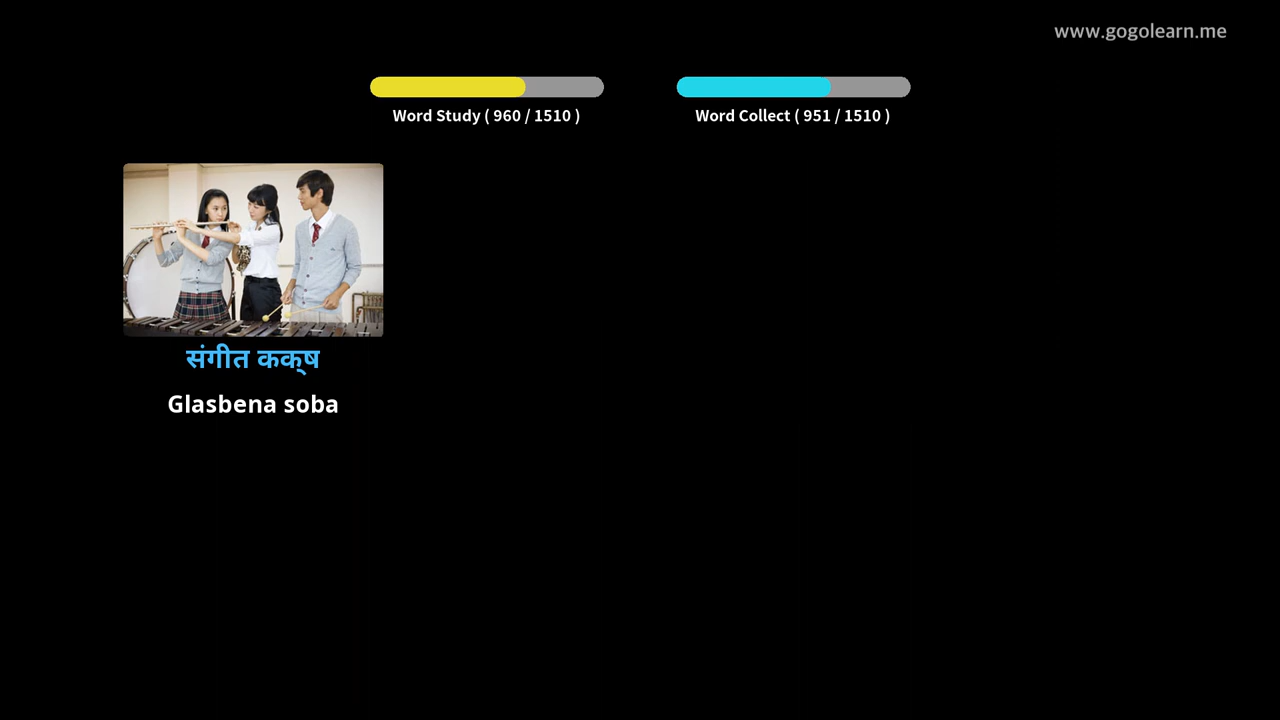 www.gogolearn.me
Word Study ( 960 / 1510 )
Word Collect ( 951 / 1510 )
संगीत कक्ष
Glasbena soba